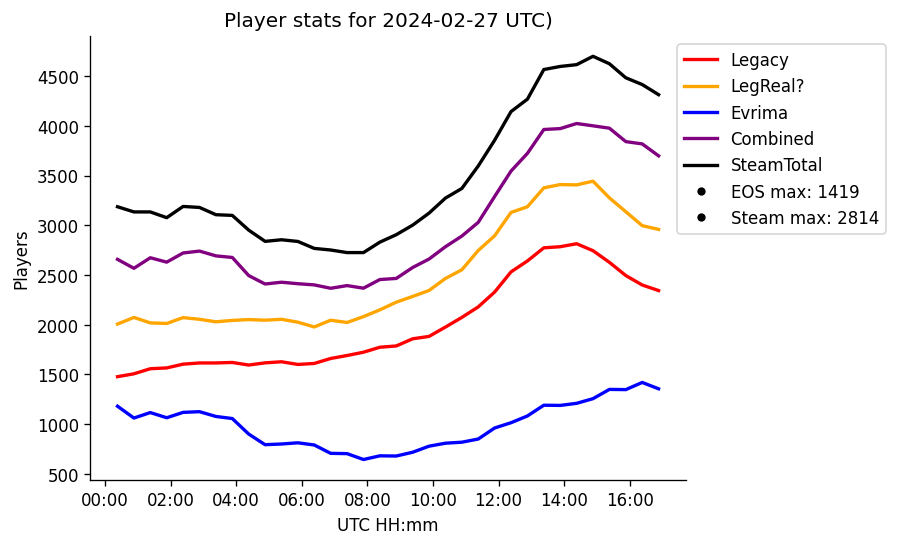 Player stats for 2024-02-27 UTC)
Players
4500
4000
3500
3000
2500
2000
1500
1000
500
00:00 02:00 04:00 06:00 08:00 10:00 12:00 14:00 16:00
UTC HH:mm
Legacy
LegReal?
Evrima
Combined
SteamTotal
EOS max: 1419
Steam max: 2814